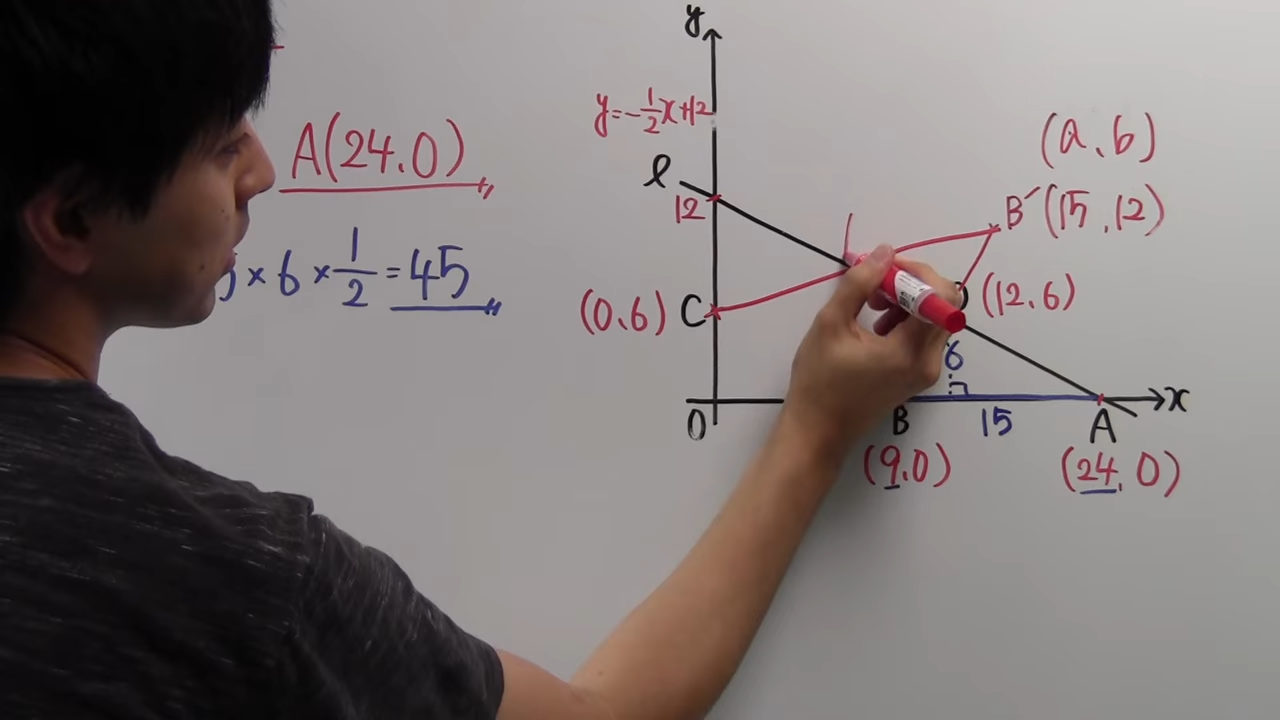 A(24.0)
×6×1/2=45
y
y=-1/2x+12
ℓ
12
(a、b)
B´(15,12)
(0.6) C
(12.6)
6
x
O
B
15
A
(9.0)
(24,0)